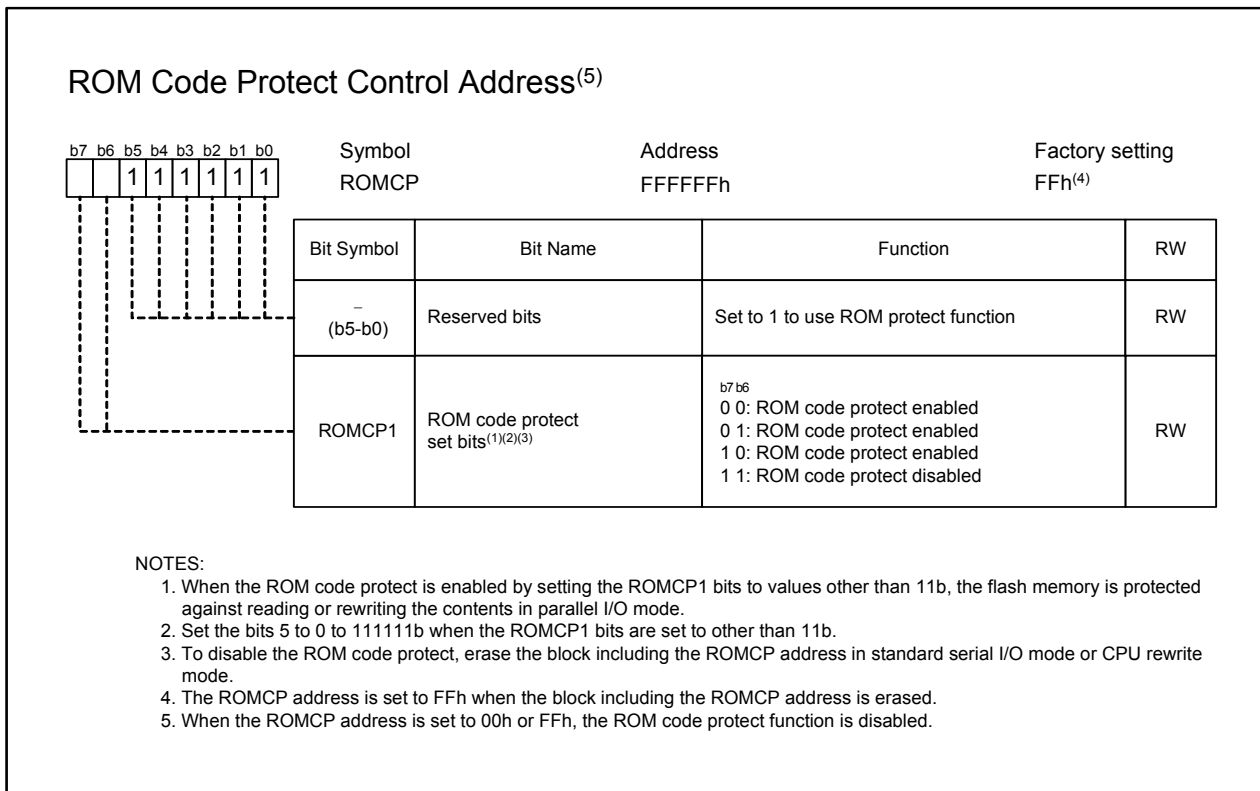 ROM Code Protect Control Address(5)
b7 b6 b5 b4 b3 b2 b1 b0
1 1 1 1 1 1
Symbol Address Factory setting
ROMCP FFFFFFh FFh(4)
Bit Symbol Bit Name Function RW
–
(b5-b0) Reserved bits Set to 1 to use ROM protect function RW
b7 b6
0 0: ROM code protect enabled
0 1: ROM code protect enabled
1 0: ROM code protect enabled
1 1: ROM code protect disabled
ROMCP1 ROM code protect
set bits(1)(2)(3) RW
NOTES:
1. When the ROM code protect is enabled by setting the ROMCP1 bits to values other than 11b, the flash memory is protected
against reading or rewriting the contents in parallel I/O mode.
2. Set the bits 5 to 0 to 111111b when the ROMCP1 bits are set to other than 11b.
3. To disable the ROM code protect, erase the block including the ROMCP address in standard serial I/O mode or CPU rewrite
mode.
4. The ROMCP address is set to FFh when the block including the ROMCP address is erased.
5. When the ROMCP address is set to 00h or FFh, the ROM code protect function is disabled.